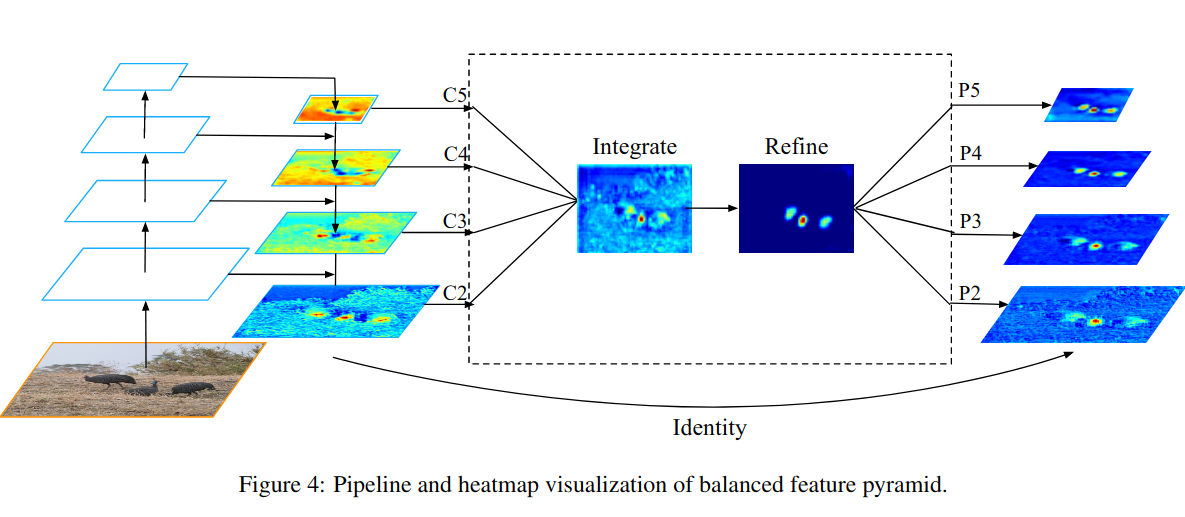 C5
C4
C3
C2
Integrate
Refine
P5
P4
P3
P2
Identity
Figure 4: Pipeline and heatmap visualization of balanced feature pyramid.